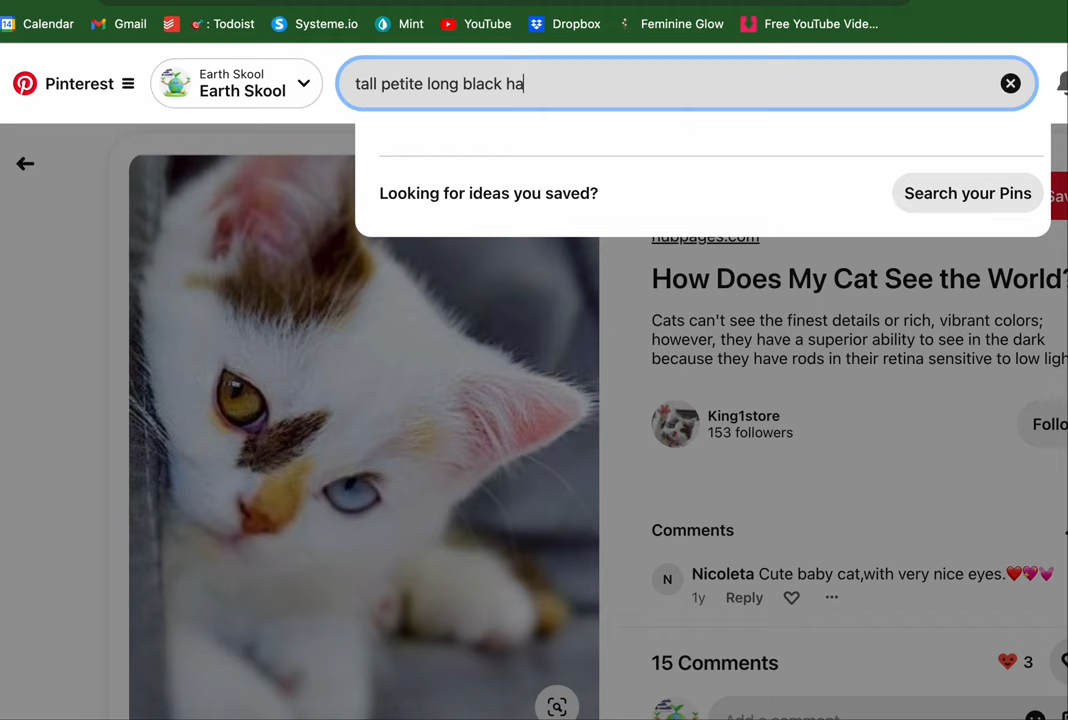 14 Calendar Gmail : Todoist Systeme.io Mint YouTube Dropbox Feminine Glow Free YouTube Vide...
Pinterest
Earth Skool
Earth Skool
tall petite long black ha
Looking for ideas you saved?
Search your Pins
Sav
hubpages.com
How Does My Cat See the World?
Cats can't see the finest details or rich, vibrant colors;
however, they have a superior ability to see in the dark
because they have rods in their retina sensitive to low ligh
King1store
153 followers
Follo
Comments
N
Nicoleta Cute baby cat,with very nice eyes.❤️💖💓
1y Reply
15 Comments
3
Add a comment